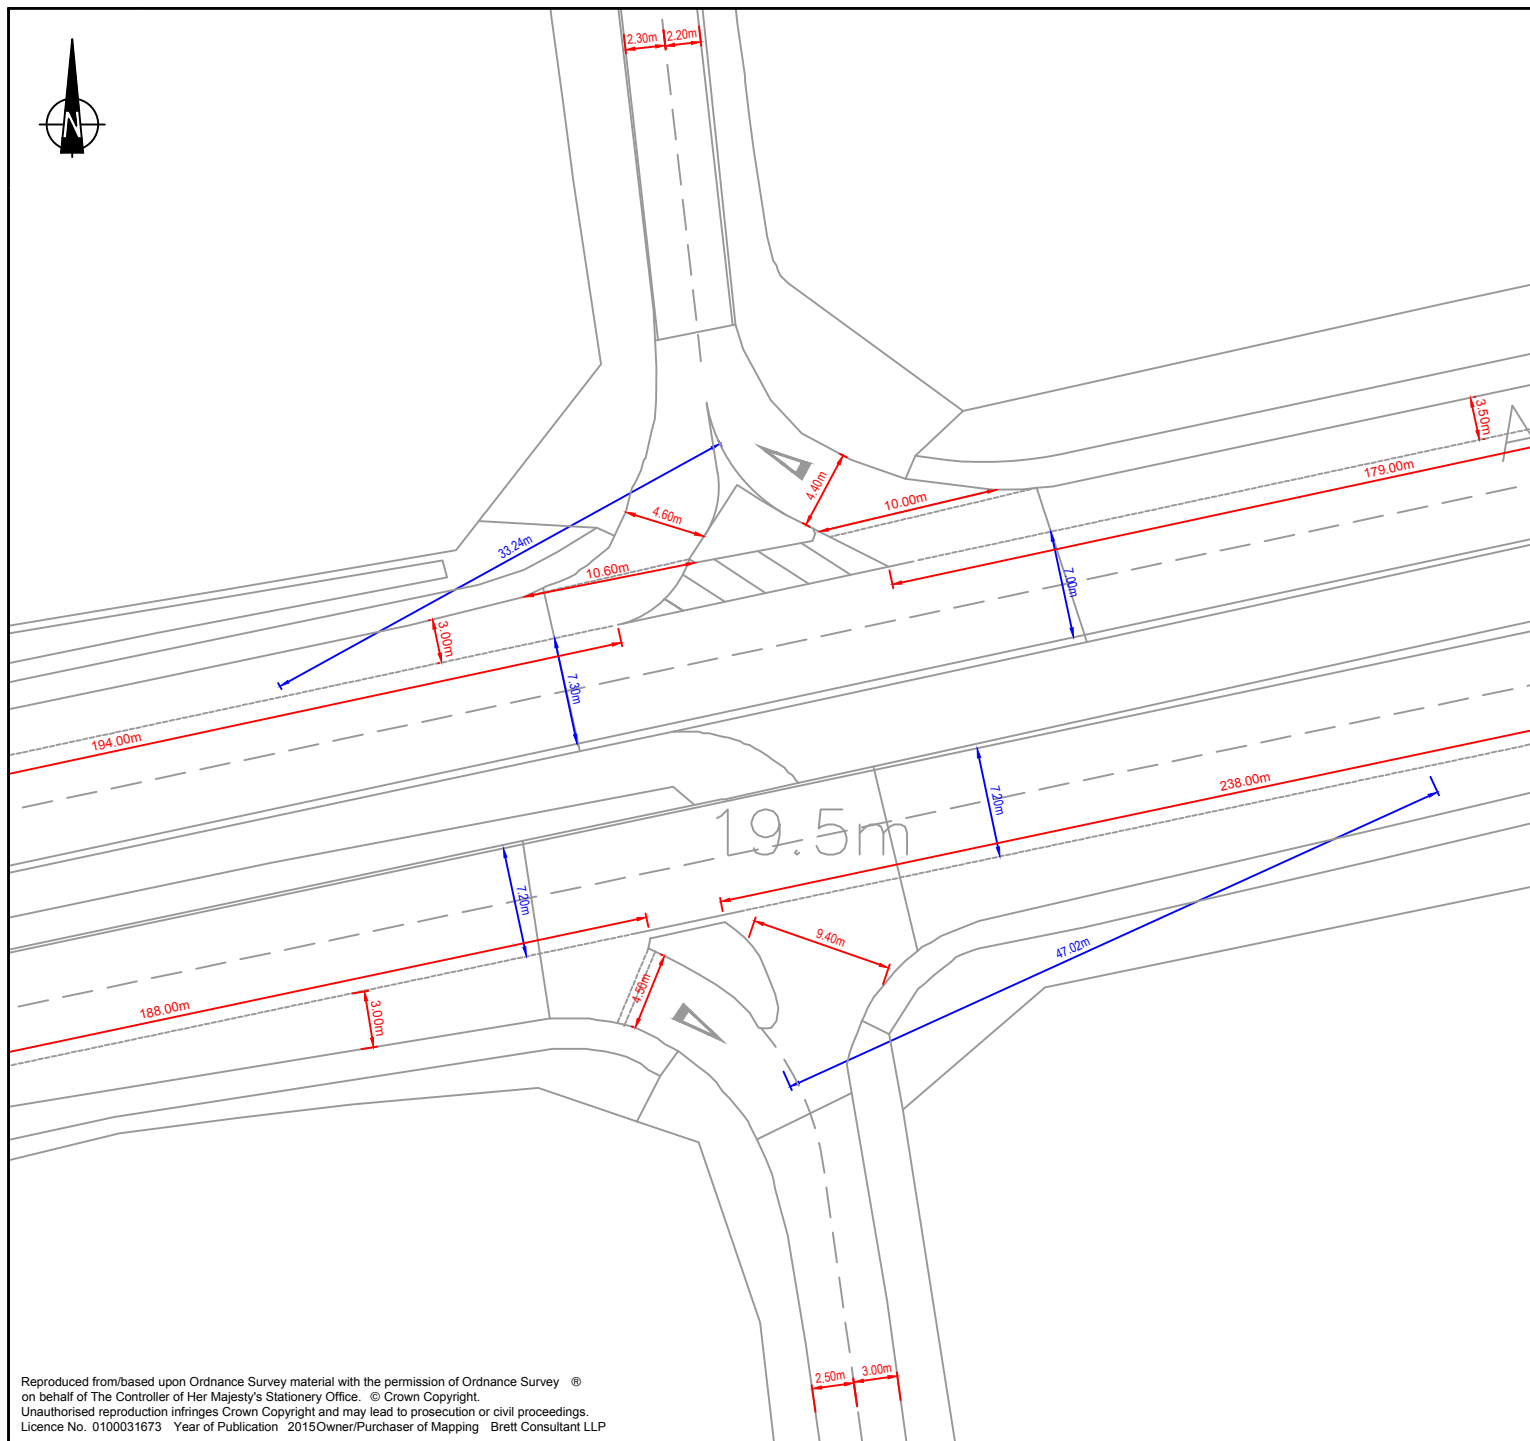 2.30m
2.20m
N
3.50m
179.00m
4.40m
10.00m
4.60m
33.24m
10.60m
7.00m
3.00m
7.30m
194.00m
238.00m
7.20m
19.5m
7.20m
9.40m
47.02m
4.50m
188.00m
3.00m
2.50m
3.00m
Reproduced from/based upon Ordnance Survey material with the permission of Ordnance Survey ®
on behalf of The Controller of Her Majesty's Stationery Office. © Crown Copyright.
Unauthorised reproduction infringes Crown Copyright and may lead to prosecution or civil proceedings.
Licence No. 0100031673 Year of Publication 2015Owner/Purchaser of Mapping Brett Consultant LLP